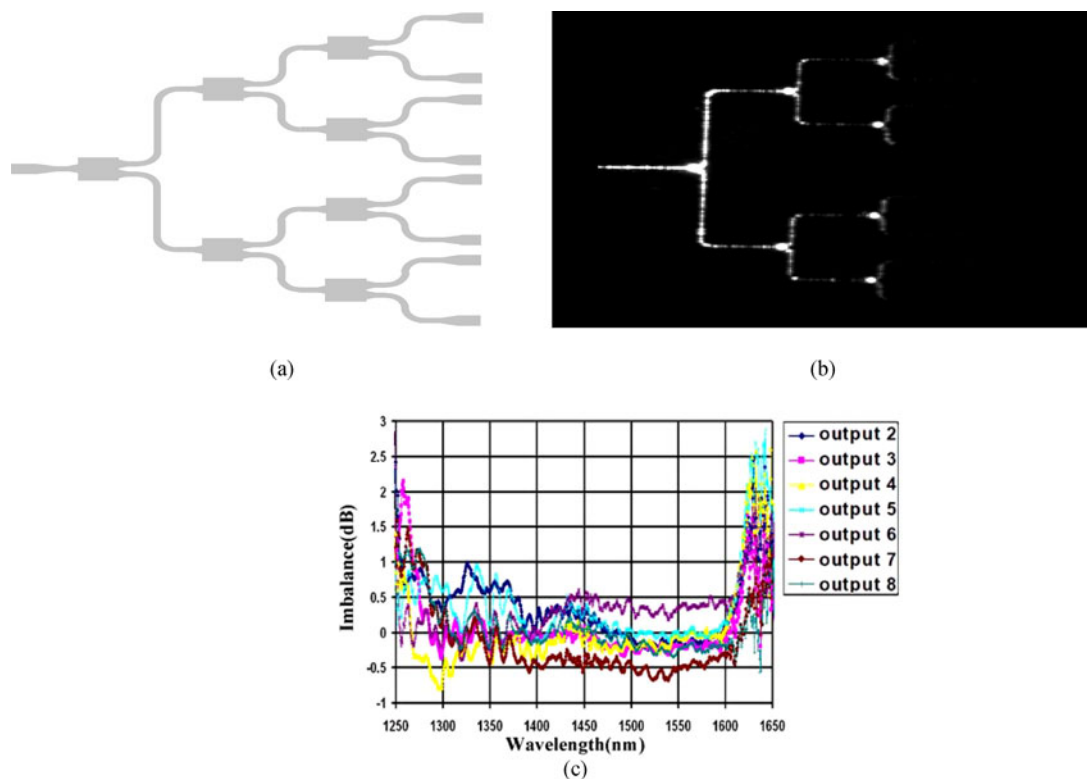 (a)
(b)
Imbalance(dB)
3
2.5
2
1.5
1
0.5
0
-0.5
-1
1250 1300 1350 1400 1450 1500 1550 1600 1650
Wavelength(nm)
output 2
output 3
output 4
output 5
output 6
output 7
output 8
(c)